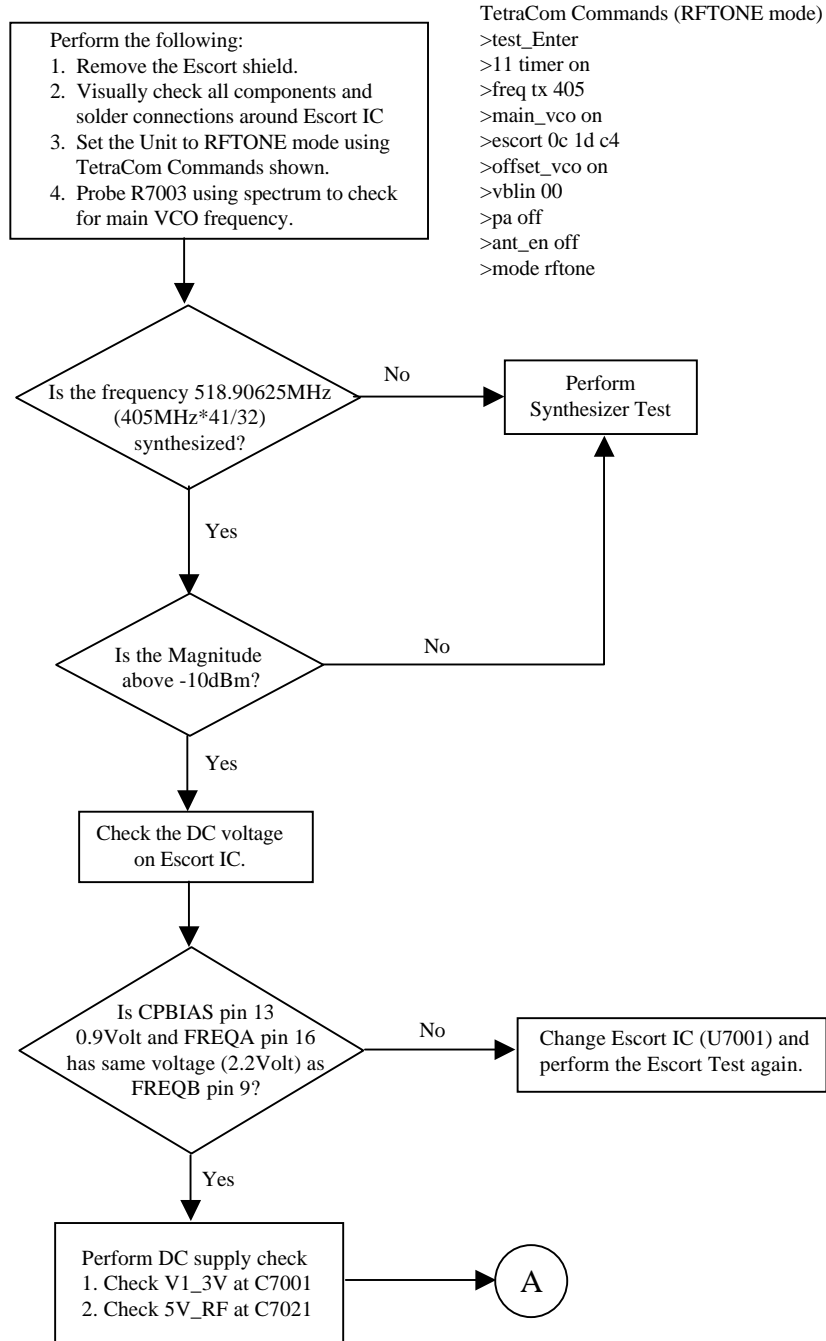 Perform the following:
1. Remove the Escort shield.
2. Visually check all components and
solder connections around Escort IC
3. Set the Unit to RFTONE mode using
TetraCom Commands shown.
4. Probe R7003 using spectrum to check
for main VCO frequency.
TetraCom Commands (RFTONE mode)
>test_Enter
>11 timer on
>freq tx 405
>main_vco on
>escort 0c 1d c4
>offset_vco on
>vblin 00
>pa off
>ant_en off
>mode rftone
Is the frequency 518.90625MHz
(405MHz*41/32)
synthesized?
No
Perform
Synthesizer Test
Yes
Is the Magnitude
above -10dBm?
No
Yes
Check the DC voltage
on Escort IC.
Is CPBIAS pin 13
0.9Volt and FREQA pin 16
has same voltage (2.2Volt) as
FREQB pin 9?
No
Change Escort IC (U7001) and
perform the Escort Test again.
Yes
Perform DC supply check
1. Check V1_3V at C7001
2. Check 5V_RF at C7021
A